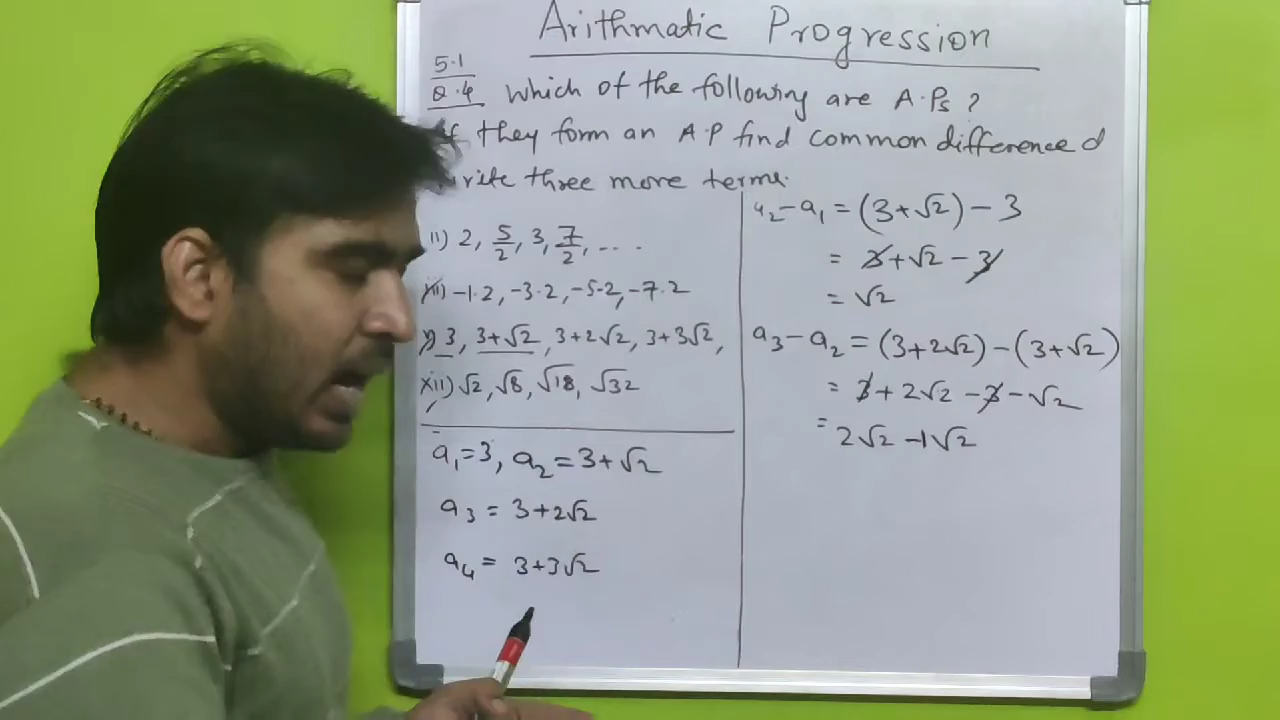 Arithmatic Progression
5.1
Q.4 Which of the following are A.Ps ?
they form an A.P find common difference d
three more terms.
ii) 2, 5/2, 3, 7/2, ....
iii) -1.2, -3.2, -5.2, -7.2
v) 3, 3+√2, 3+2√2, 3+3√2,
xii) √2, √8, √18, √32
a₁=3, a₂=3+√2
a₃ = 3+2√2
a₄ = 3+3√2
a₂-a₁ = (3+√2) - 3
= 3+√2-3
= √2
a₃-a₂ = (3+2√2)-(3+√2)
= 3+2√2-3-√2
= 2√2-1√2